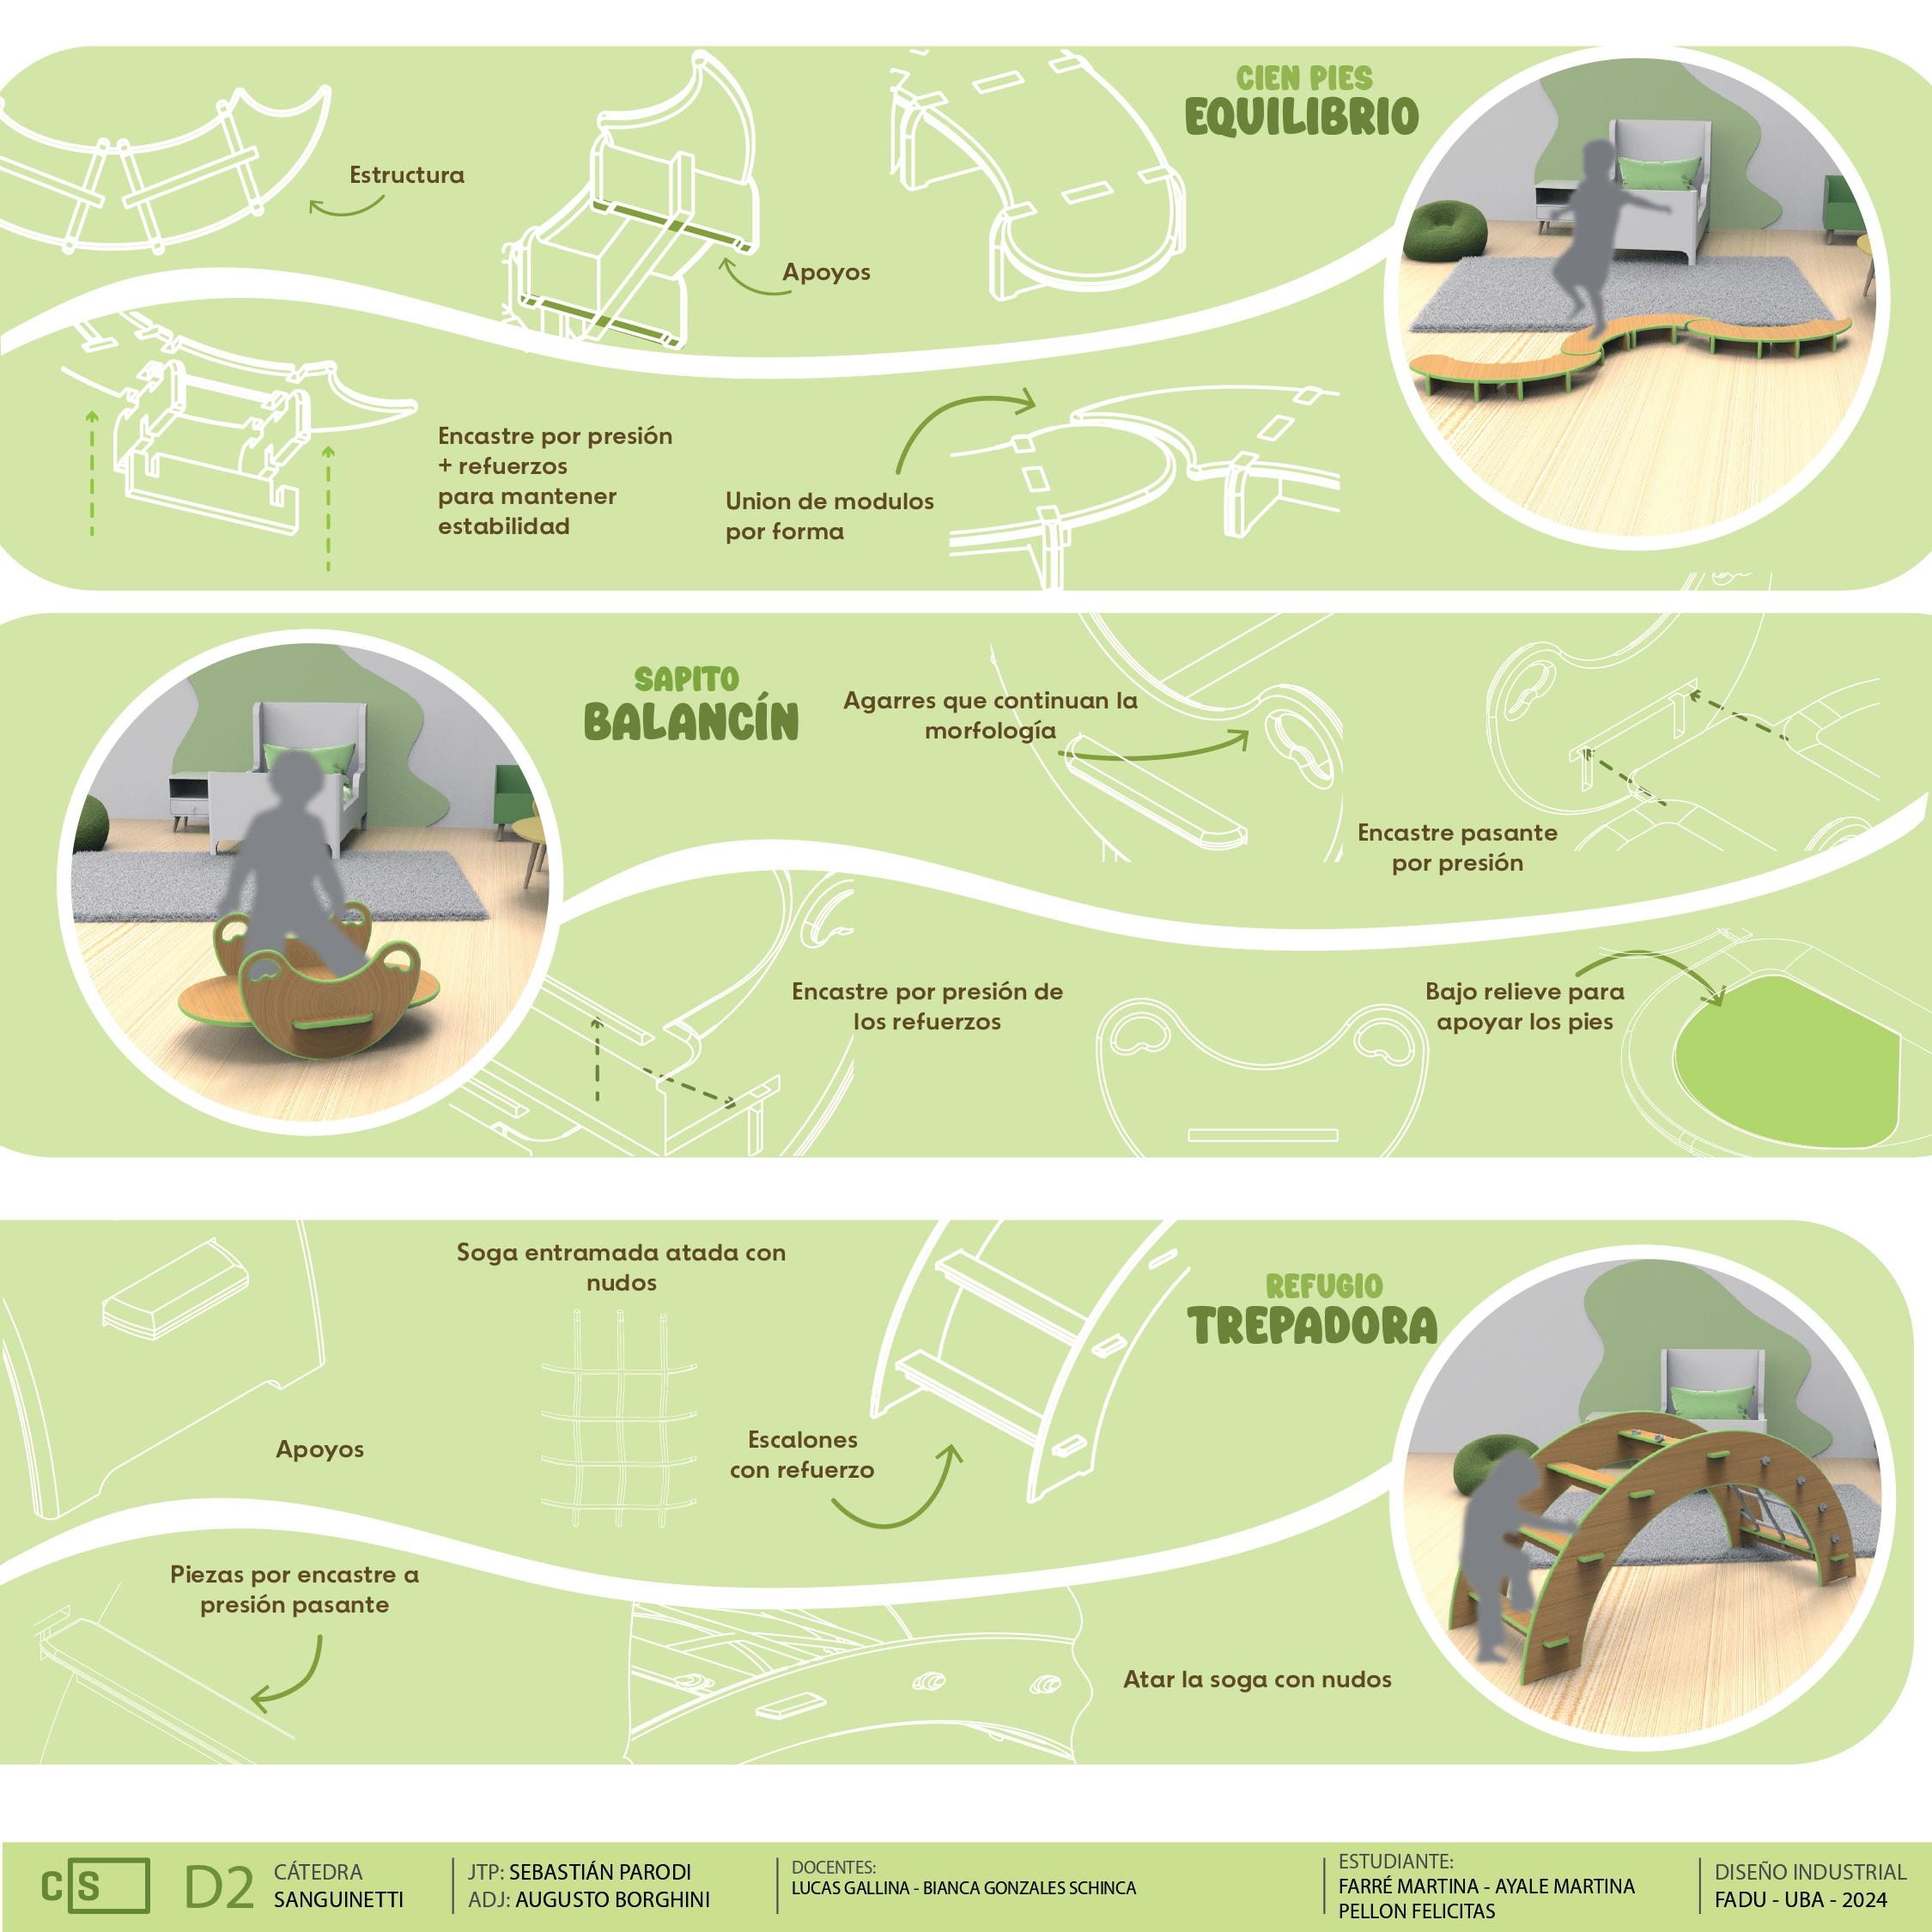 CIEN PIES
EQUILIBRIO
Estructura
Apoyos
Encastre por presión
+ refuerzos
para mantener
estabilidad
Union de modulos
por forma
SAPITO
BALANCÍN
Agarres que continuan la
morfología
Encastre pasante
por presión
Encastre por presión de
los refuerzos
Bajo relieve para
apoyar los pies
Soga entramada atada con
nudos
REFUGIO
TREPADORA
Apoyos
Escalones
con refuerzo
Piezas por encastre a
presión pasante
Atar la soga con nudos
CS
D2
CÁTEDRA
SANGUINETTI
JTP: SEBASTIÁN PARODI
ADJ: AUGUSTO BORGHINI
DOCENTES:
LUCAS GALLINA - BIANCA GONZALES SCHINCA
ESTUDIANTE:
FARRÉ MARTINA - AYALE MARTINA
PELLON FELICITAS
DISEÑO INDUSTRIAL
FADU - UBA - 2024